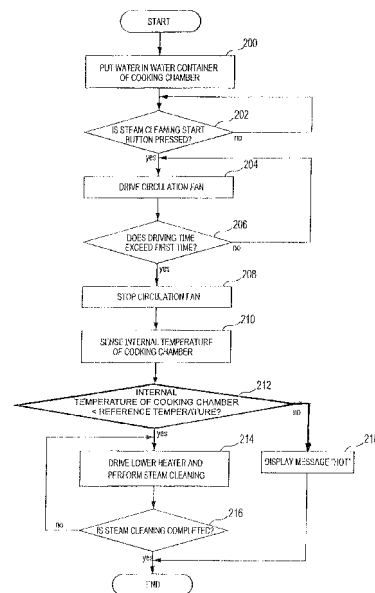 START
200
PUT WATER IN WATER CONTAINER
OF COOKING CHAMBER
202
IS STEAM CLEANING START
BUTTON PRESSED?
no
yes
204
DRIVE CIRCULATION FAN
206
DOES DRIVING TIME
EXCEED FIRST TIME?
no
yes
208
STOP CIRCULATION FAN
210
SENSE INTERNAL TEMPERATURE
OF COOKING CHAMBER
212
INTERNAL
TEMPERATURE OF COOKING CHAMBER
< REFERENCE TEMPERATURE?
no
yes
214
218
DRIVE LOWER HEATER AND
PERFORM STEAM CLEANING
DISPLAY MESSAGE "HOT"
216
no
IS STEAM CLEANING COMPLETED?
yes
END